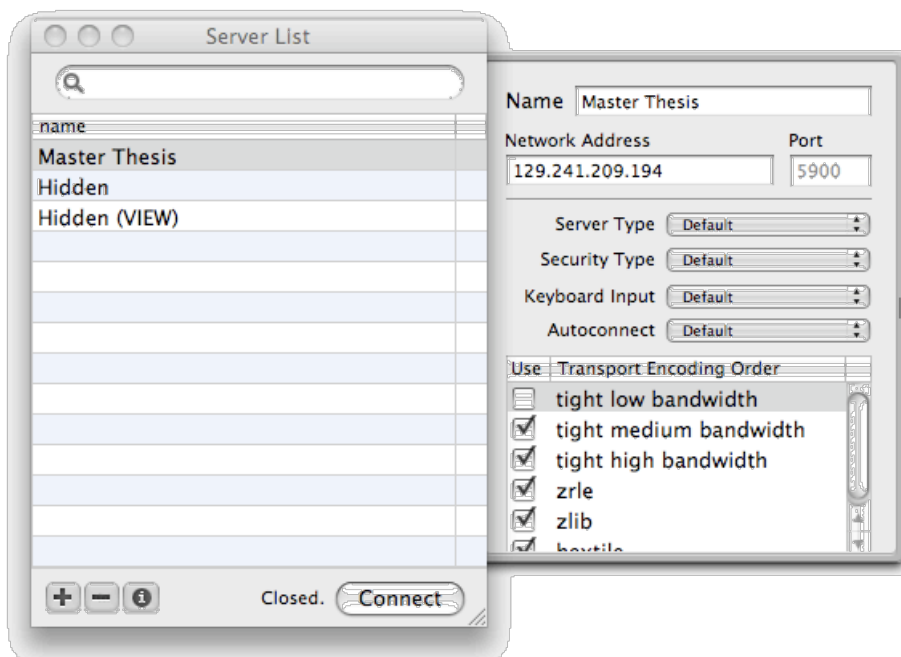 Server List
name
Master Thesis
Hidden
Hidden (VIEW)
Closed. Connect
Name Master Thesis
Network Address Port
129.241.209.194 5900
Server Type Default
Security Type Default
Keyboard Input Default
Autoconnect Default
Use Transport Encoding Order
tight low bandwidth
tight medium bandwidth
tight high bandwidth
zrle
zlib
hextile